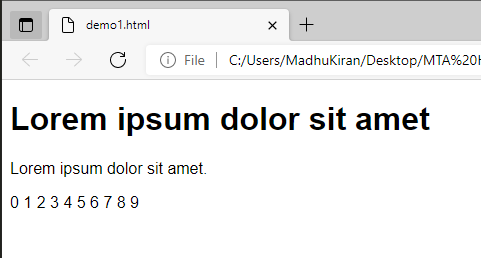 demo1.html
File C:/Users/MadhuKiran/Desktop/MTA%20
Lorem ipsum dolor sit amet
Lorem ipsum dolor sit amet.
0 1 2 3 4 5 6 7 8 9